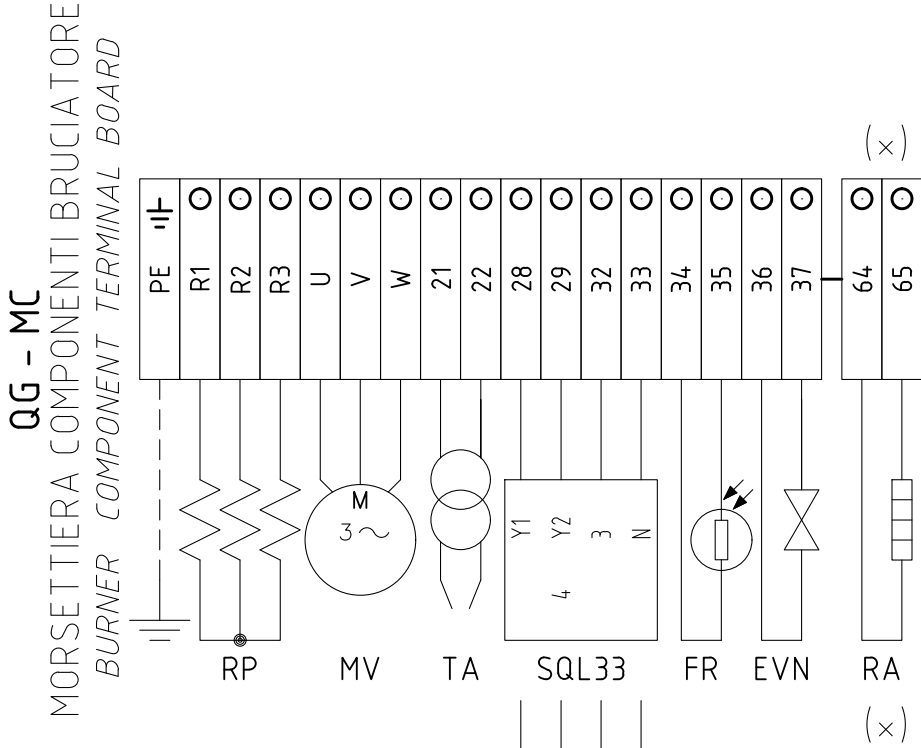 QG - MC
MORSETTIERA COMPONENTI BRUCIATORE
BURNER COMPONENT TERMINAL BOARD
(x)
PE R1 R2 R3 U V W 21 22 28 29 32 33 34 35 36 37 64 65
M
3~
Y1 Y2 3 N
4
RP MV TA SQL33 FR EVN RA
(x)